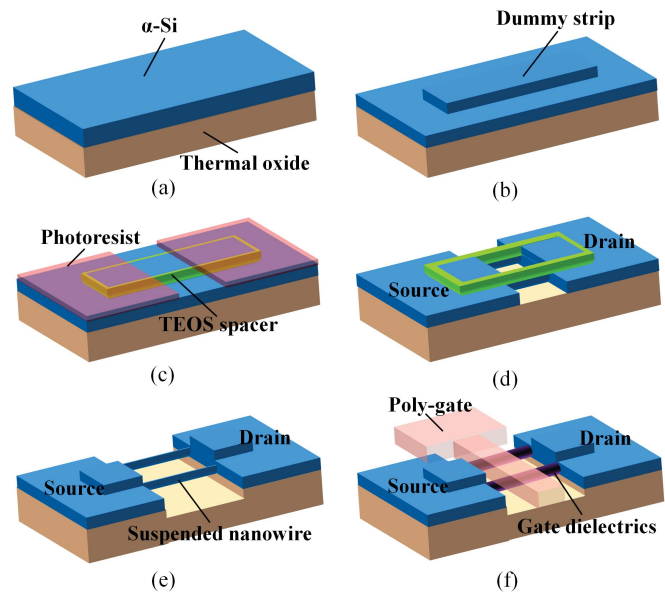 α-Si
Thermal oxide
(a)
Dummy strip
(b)
Photoresist
TEOS spacer
(c)
Drain
Source
(d)
Drain
Source
Suspended nanowire
(e)
Poly-gate
Drain
Source
Gate dielectrics
(f)